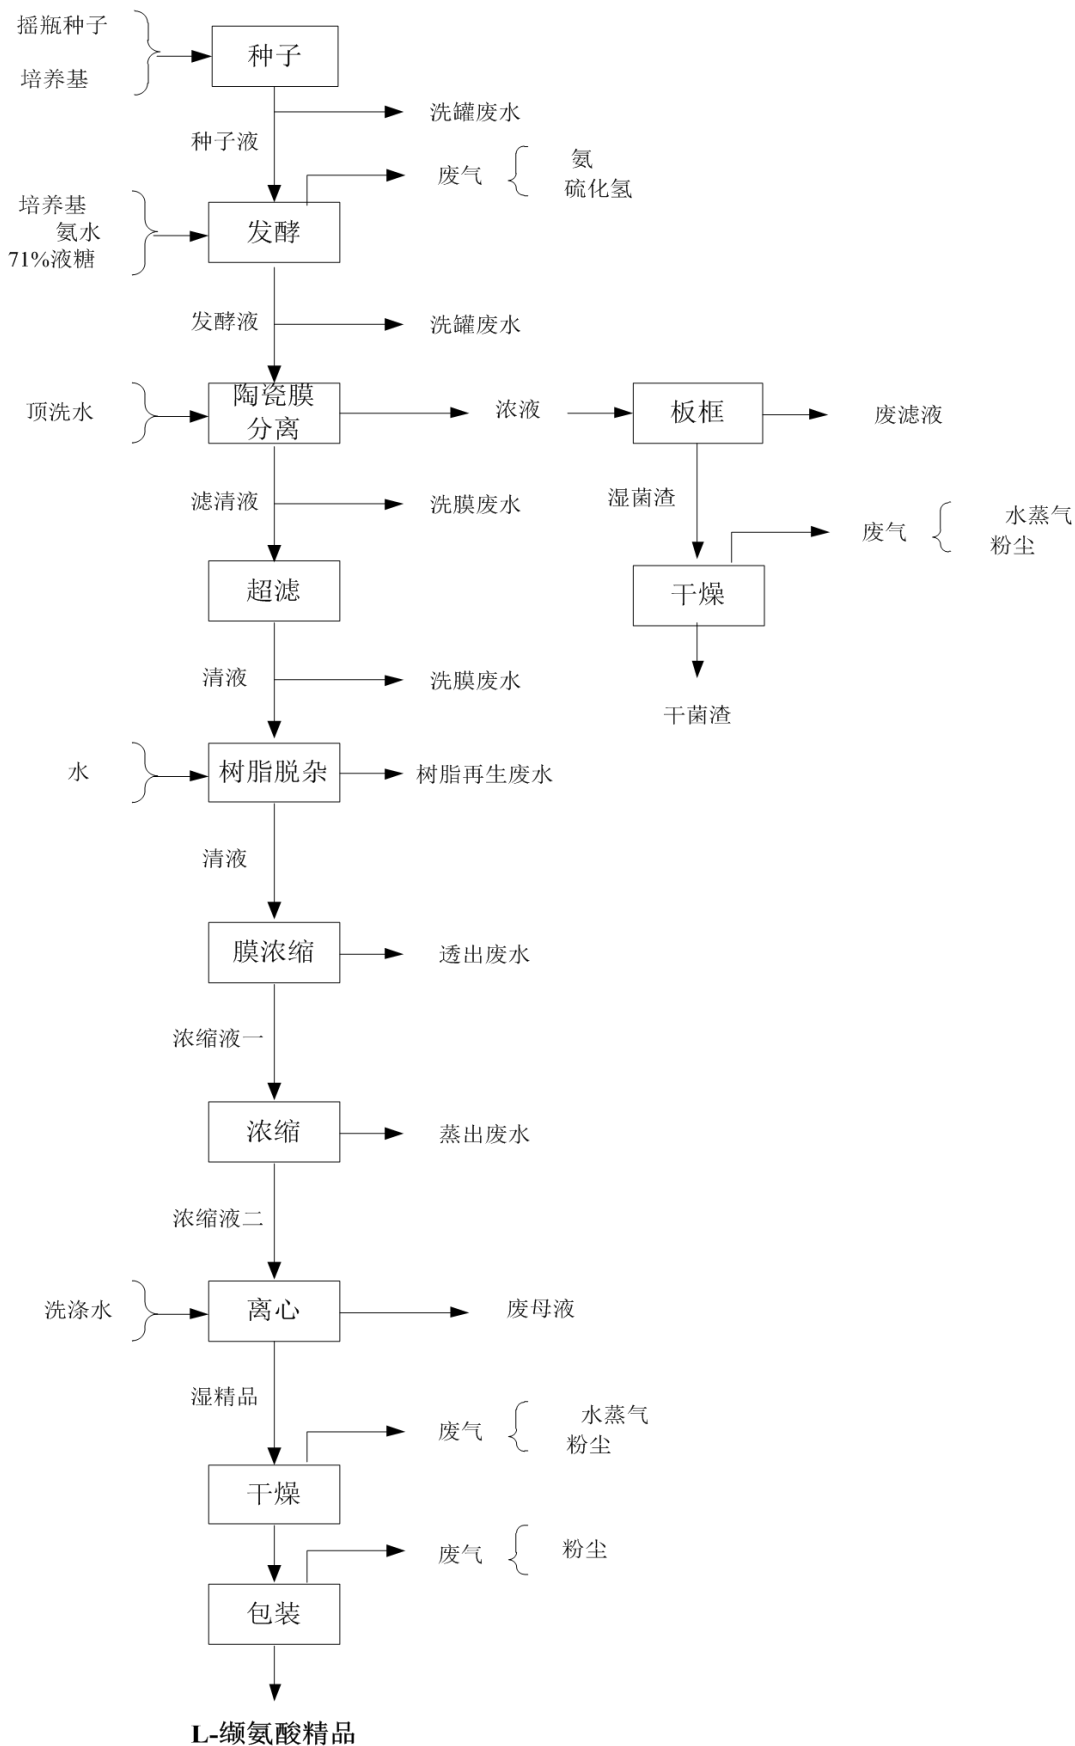 摇瓶种子
培养基
种子
洗罐废水
种子液
废气
氨
硫化氢
培养基
氨水
71%液糖
发酵
发酵液
洗罐废水
顶洗水
陶瓷膜
分离
浓液
板框
废滤液
滤清液
洗膜废水
湿菌渣
废气
水蒸气
粉尘
超滤
干燥
清液
洗膜废水
干菌渣
水
树脂脱杂
树脂再生废水
清液
膜浓缩
透出废水
浓缩液一
浓缩
蒸出废水
浓缩液二
洗涤水
离心
废母液
湿精品
废气
水蒸气
粉尘
干燥
废气
粉尘
包装
L-缬氨酸精品